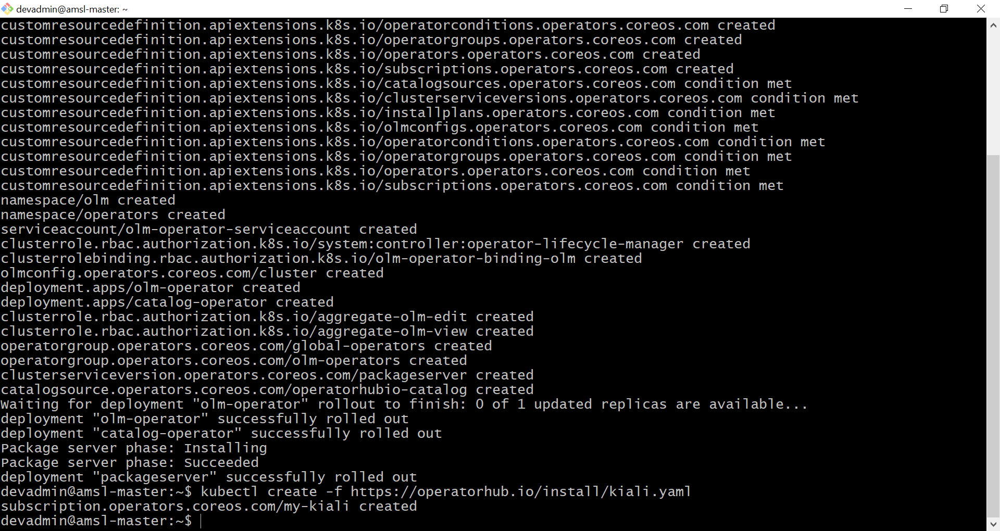 devadmin@amsl-master: ~
customresourcedefinition.apiextensions.k8s.io/operatorconditions.operators.coreos.com created
customresourcedefinition.apiextensions.k8s.io/operatorgroups.operators.coreos.com created
customresourcedefinition.apiextensions.k8s.io/operators.operators.coreos.com created
customresourcedefinition.apiextensions.k8s.io/subscriptions.operators.coreos.com created
customresourcedefinition.apiextensions.k8s.io/catalogsources.operators.coreos.com condition met
customresourcedefinition.apiextensions.k8s.io/clusterserviceversions.operators.coreos.com condition met
customresourcedefinition.apiextensions.k8s.io/installplans.operators.coreos.com condition met
customresourcedefinition.apiextensions.k8s.io/olmconfigs.operators.coreos.com condition met
customresourcedefinition.apiextensions.k8s.io/operatorconditions.operators.coreos.com condition met
customresourcedefinition.apiextensions.k8s.io/operatorgroups.operators.coreos.com condition met
customresourcedefinition.apiextensions.k8s.io/operators.operators.coreos.com condition met
customresourcedefinition.apiextensions.k8s.io/subscriptions.operators.coreos.com condition met
namespace/olm created
namespace/operators created
serviceaccount/olm-operator-serviceaccount created
clusterrole.rbac.authorization.k8s.io/system:controller:operator-lifecycle-manager created
clusterrolebinding.rbac.authorization.k8s.io/olm-operator-binding-olm created
olmconfig.operators.coreos.com/cluster created
deployment.apps/olm-operator created
deployment.apps/catalog-operator created
clusterrole.rbac.authorization.k8s.io/aggregate-olm-edit created
clusterrole.rbac.authorization.k8s.io/aggregate-olm-view created
operatorgroup.operators.coreos.com/global-operators created
operatorgroup.operators.coreos.com/olm-operators created
clusterserviceversion.operators.coreos.com/packageserver created
catalogsource.operators.coreos.com/operatorhubio-catalog created
Waiting for deployment "olm-operator" rollout to finish: 0 of 1 updated replicas are available...
deployment "olm-operator" successfully rolled out
deployment "catalog-operator" successfully rolled out
Package server phase: Installing
Package server phase: Succeeded
deployment "packageserver" successfully rolled out
devadmin@amsl-master:~$ kubectl create -f https://operatorhub.io/install/kiali.yaml
subscription.operators.coreos.com/my-kiali created
devadmin@amsl-master:~$